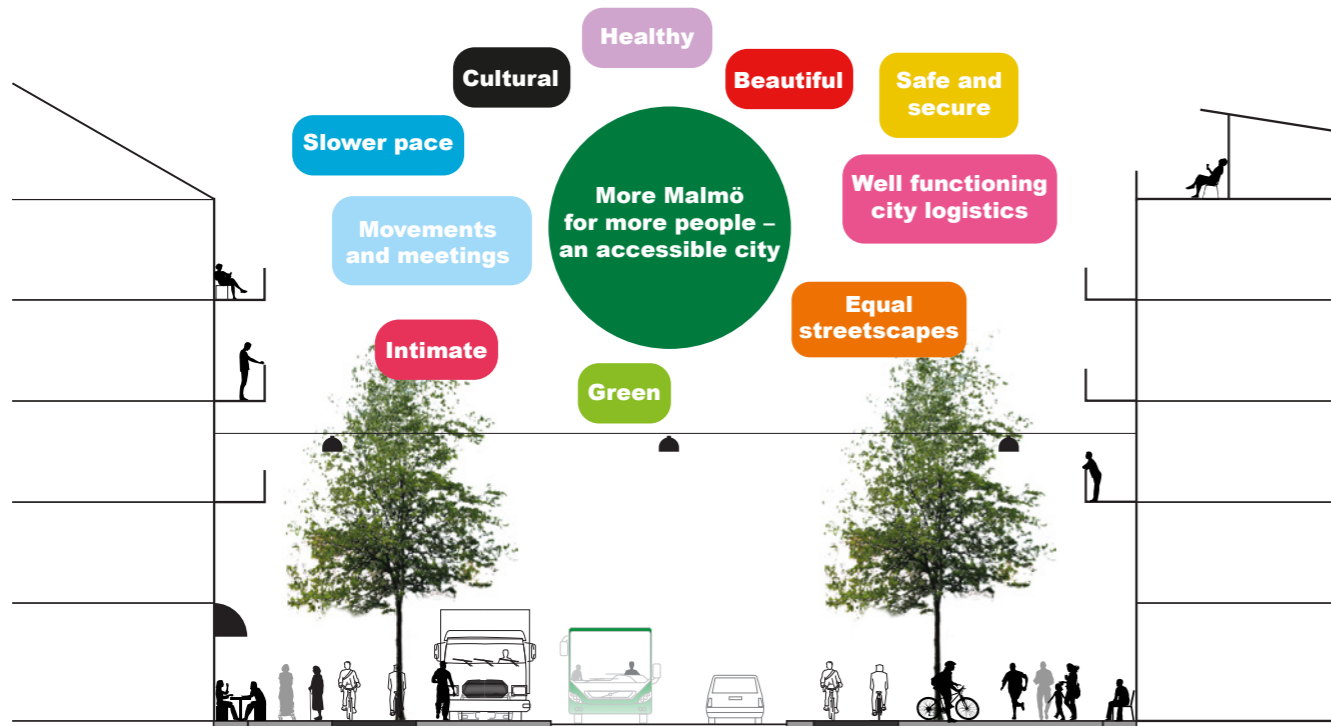 Healthy
Cultural
Beautiful
Safe and
secure
Slower pace
Well functioning
city logistics
More Malmö
for more people –
an accessible city
Movements
and meetings
Equal
streetscapes
Intimate
Green